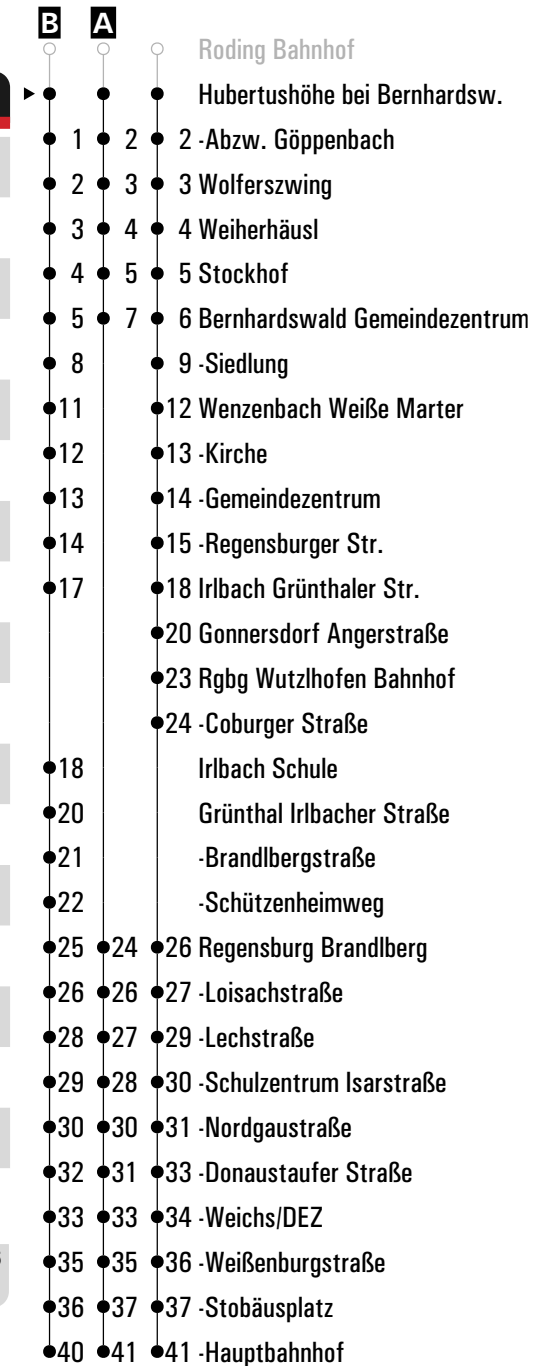 B A
Roding Bahnhof
Hubertushöhe bei Bernhardsw.
1 2 2 -Abzw. Göppenbach
2 3 3 Wolferszwing
3 4 4 Weiherhäusl
4 5 5 Stockhof
5 7 6 Bernhardswald Gemeindezentrum
8 9 -Siedlung
11 12 Wenzenbach Weiße Marter
12 13 -Kirche
13 14 -Gemeindezentrum
14 15 -Regensburger Str.
17 18 Irlbach Grünthaler Str.
20 Gonnersdorf Angerstraße
23 Rgbg Wutzlhofen Bahnhof
24 -Coburger Straße
18 Irlbach Schule
20 Grünthal Irlbacher Straße
21 -Brandlbergstraße
22 -Schützenheimweg
25 24 26 Regensburg Brandlberg
26 26 27 -Loisachstraße
28 27 29 -Lechstraße
29 28 30 -Schulzentrum Isarstraße
30 30 31 -Nordgaustraße
32 31 33 -Donaustaufer Straße
33 33 34 -Weichs/DEZ
35 35 36 -Weißenburgstraße
36 37 37 -Stobäusplatz
40 41 41 -Hauptbahnhof